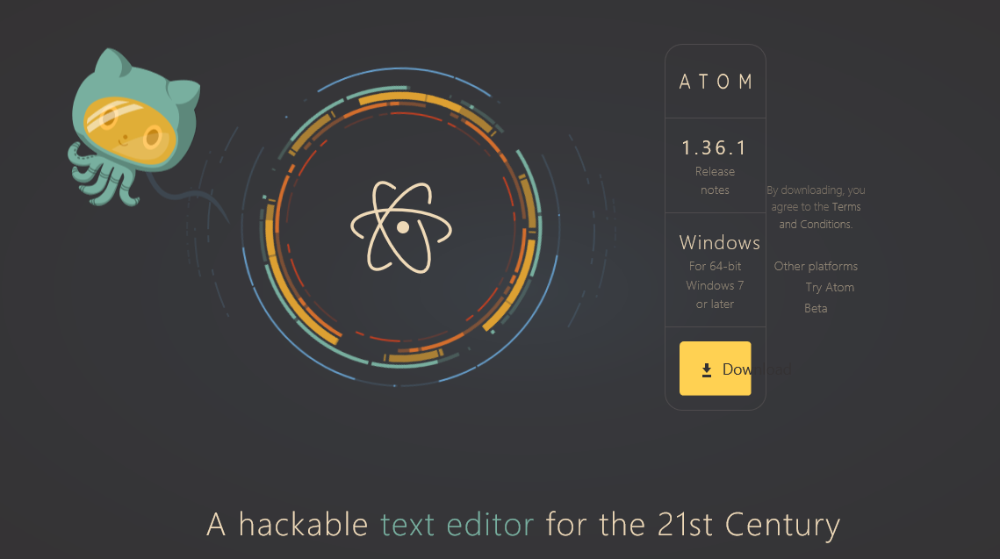 ATOM
1.36.1
Release
notes
Windows
For 64-bit
Windows 7
or later
Download
By downloading, you
agree to the Terms
and Conditions.
Other platforms
Try Atom
Beta
A hackable text editor for the 21st Century